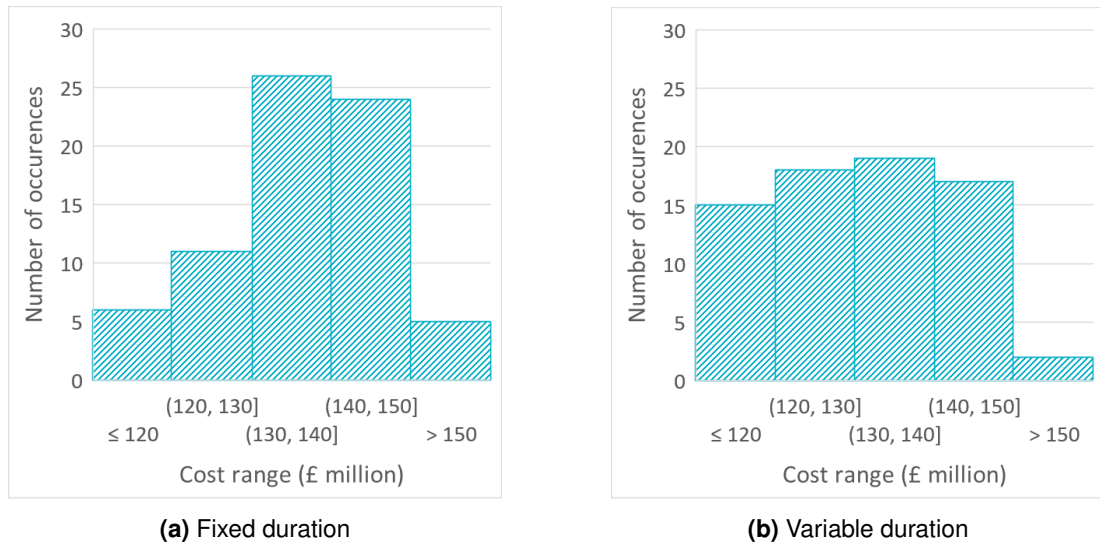 30
25
20
15
10
5
0
Number of occurences
(120, 130] (140, 150]
≤ 120 (130, 140] > 150
Cost range (£ million)
(a) Fixed duration
30
25
20
15
10
5
0
Number of occurences
(120, 130] (140, 150]
≤ 120 (130, 140] > 150
Cost range (£ million)
(b) Variable duration